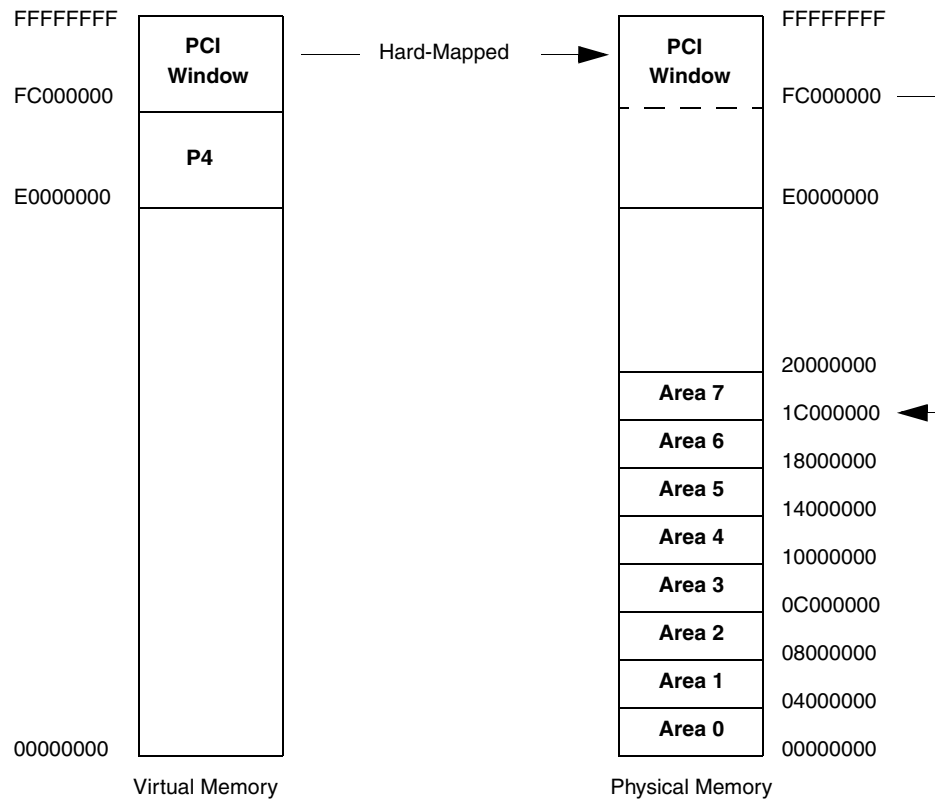 FFFFFFFF
PCI
Window
Hard-Mapped
PCI
Window
FFFFFFFF
FC000000
FC000000
P4
E0000000
E0000000
20000000
Area 7
1C000000
Area 6
18000000
Area 5
14000000
Area 4
10000000
Area 3
0C000000
Area 2
08000000
Area 1
04000000
Area 0
00000000
00000000
Virtual Memory
Physical Memory